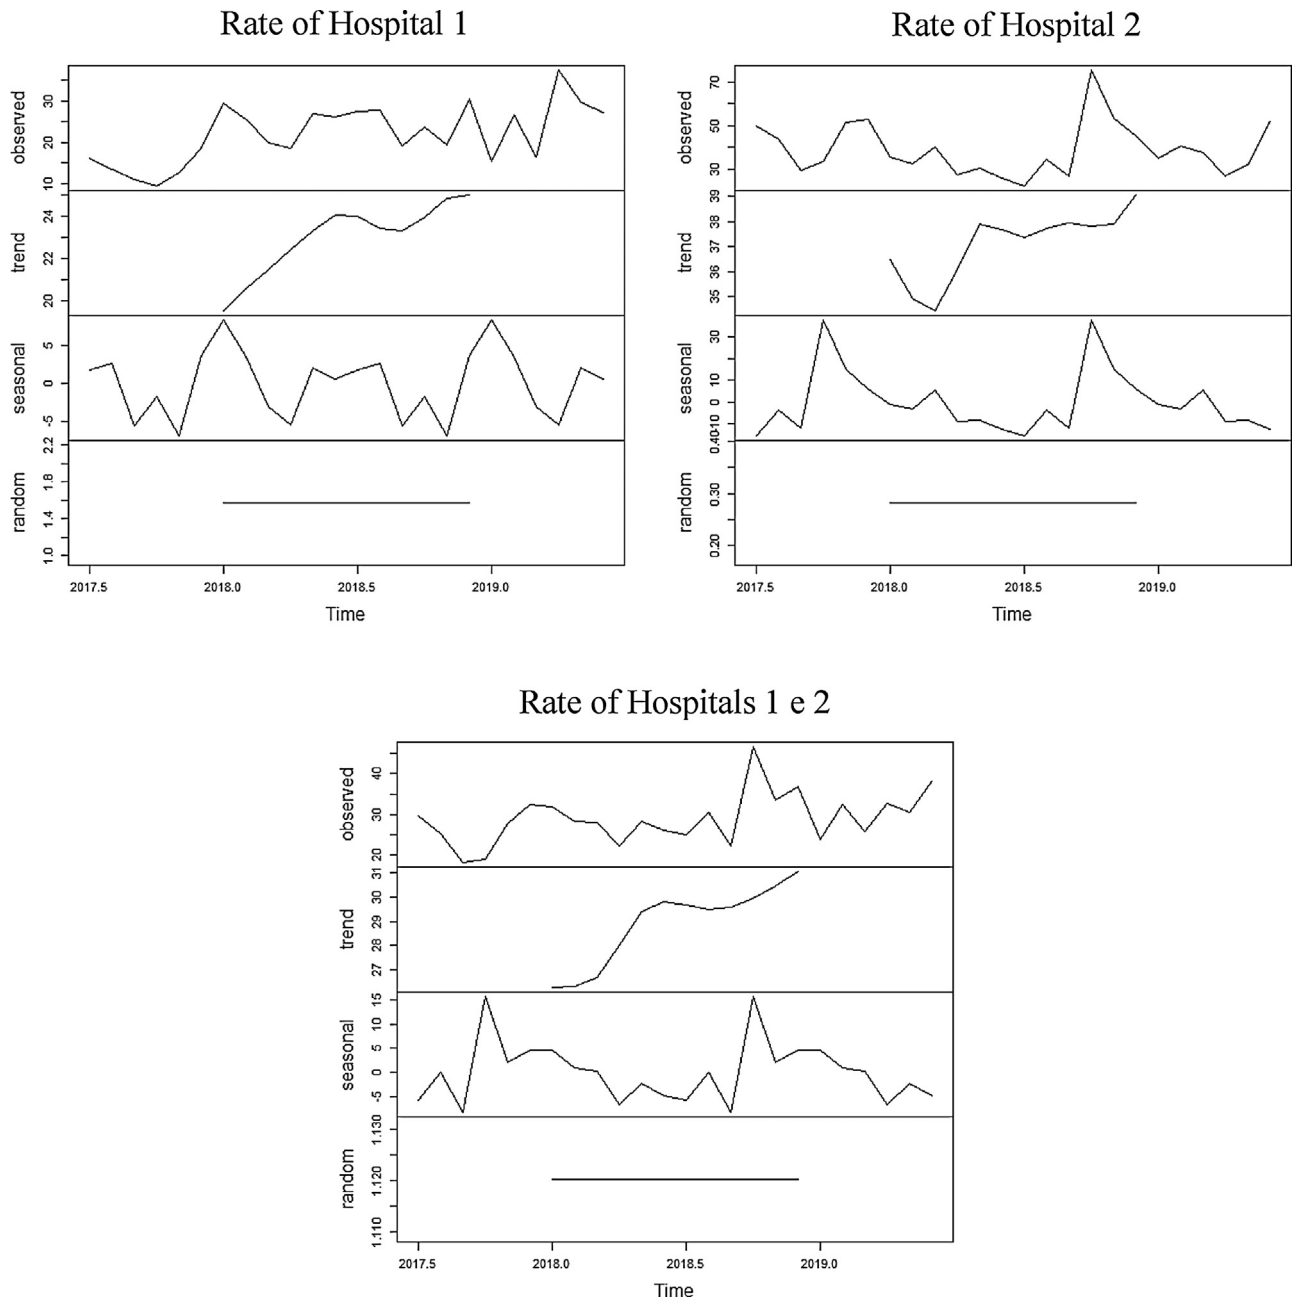 Rate of Hospital 1
observed
10 20 30
trend
20 22 24
seasonal
-5 0 5
random
1.0 1.4 1.8 2.2
2017.5 2018.0 2018.5 2019.0
Time
Rate of Hospital 2
observed
30 50 70
trend
35 36 37 38 39
seasonal
-10 0 10 30
random
0.20 0.30 0.40
2017.5 2018.0 2018.5 2019.0
Time
Rate of Hospitals 1 e 2
observed
20 30 40
trend
27 28 29 30 31
seasonal
-5 0 5 10 15
random
1.110 1.120 1.130
2017.5 2018.0 2018.5 2019.0
Time